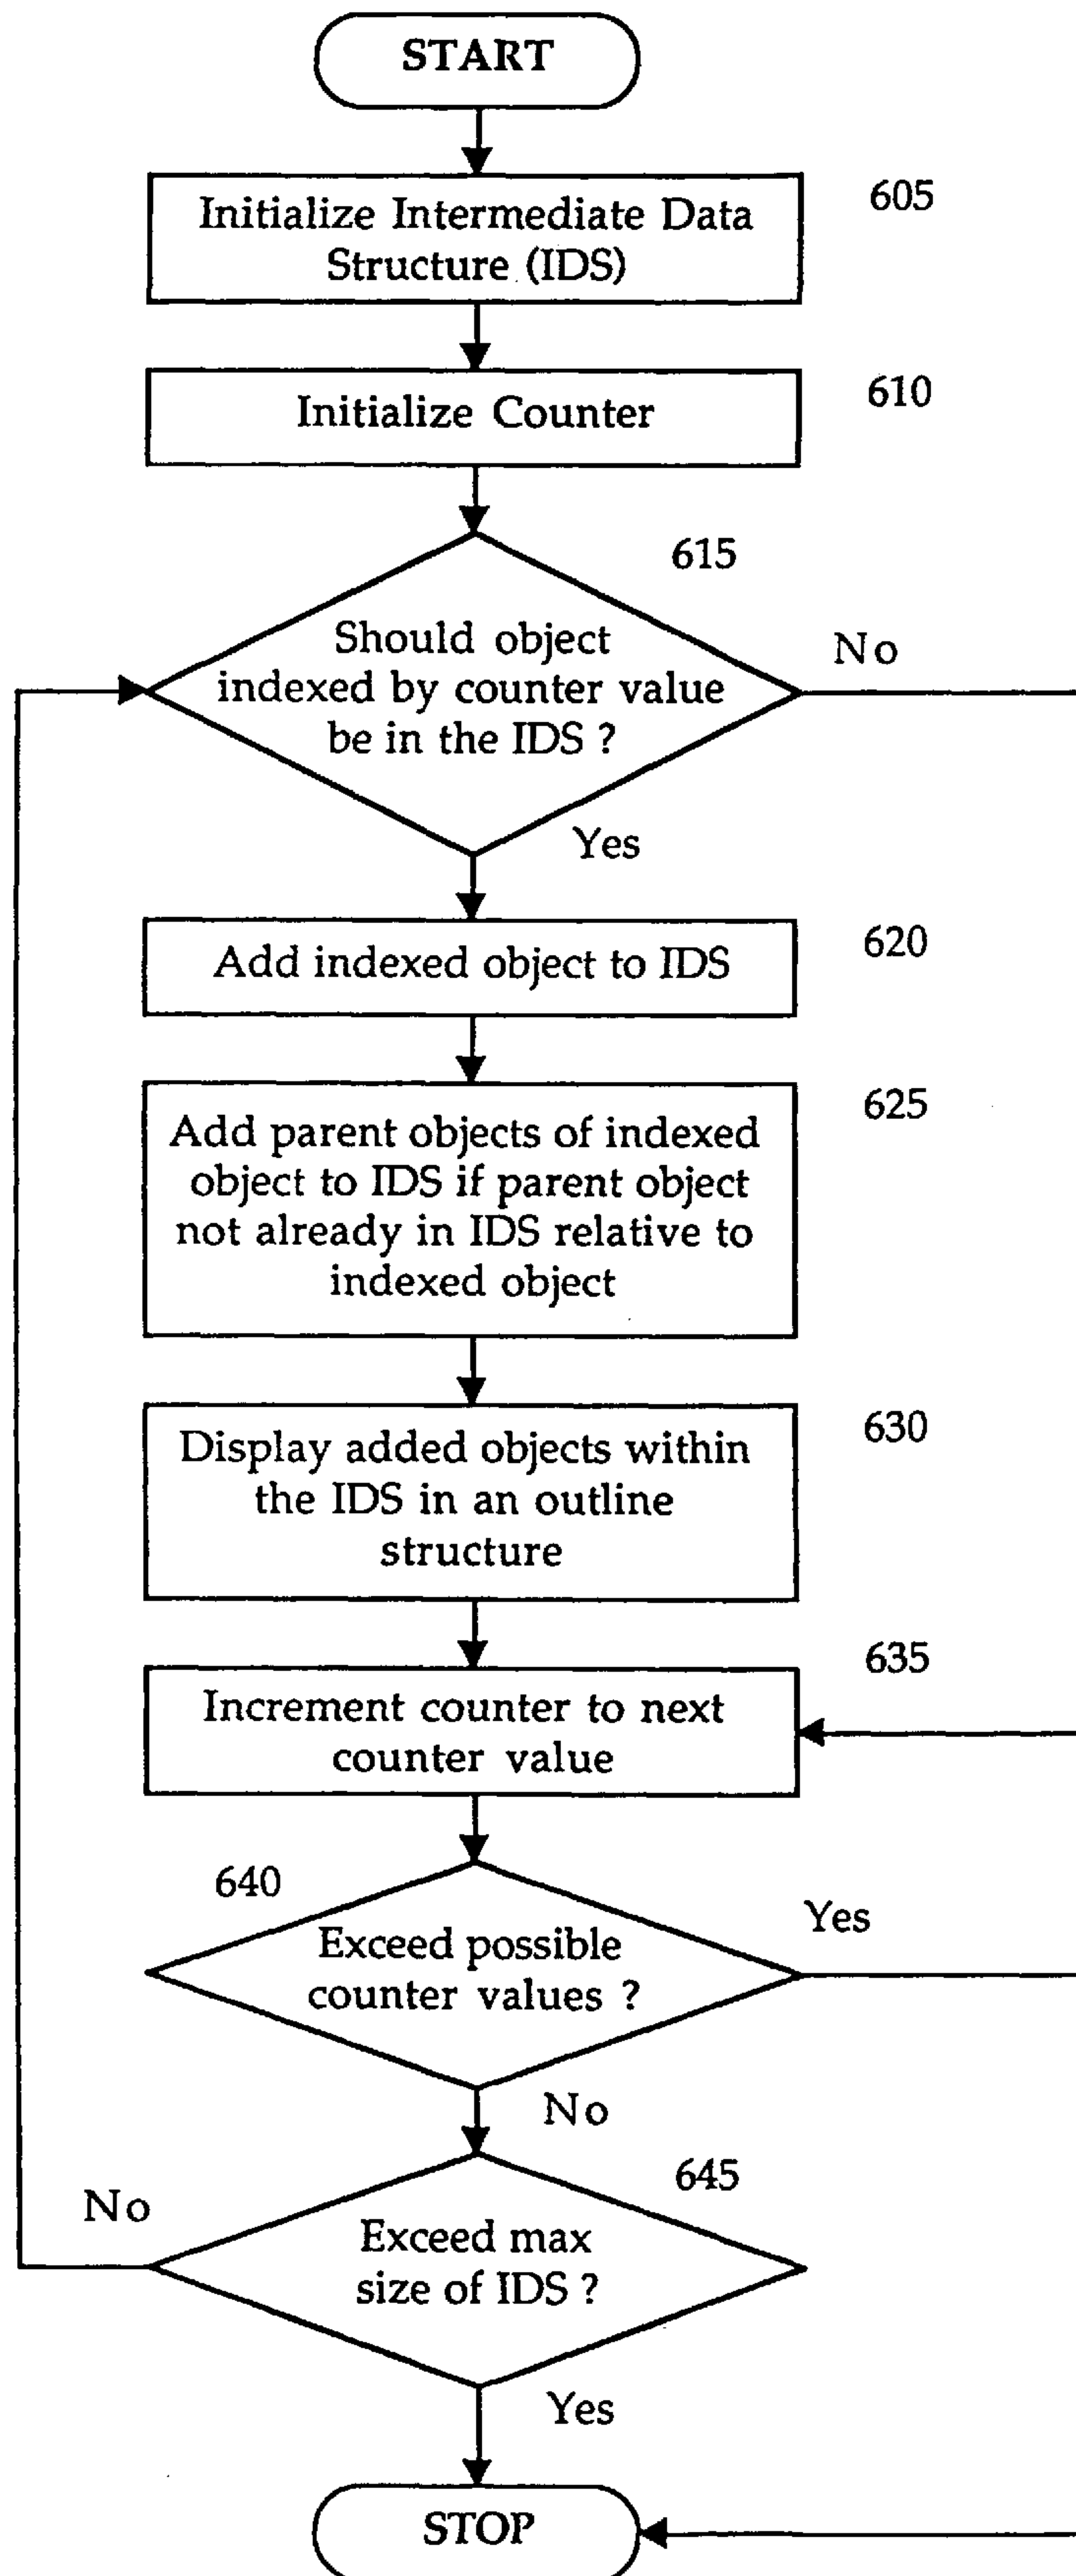 START
605
Initialize Intermediate Data
Structure (IDS)
610
Initialize Counter
615
Should object
indexed by counter value
be in the IDS ?
No
Yes
620
Add indexed object to IDS
625
Add parent objects of indexed
object to IDS if parent object
not already in IDS relative to
indexed object
630
Display added objects within
the IDS in an outline
structure
635
Increment counter to next
counter value
640
Exceed possible
counter values ?
Yes
No
645
Exceed max
size of IDS ?
No
Yes
STOP